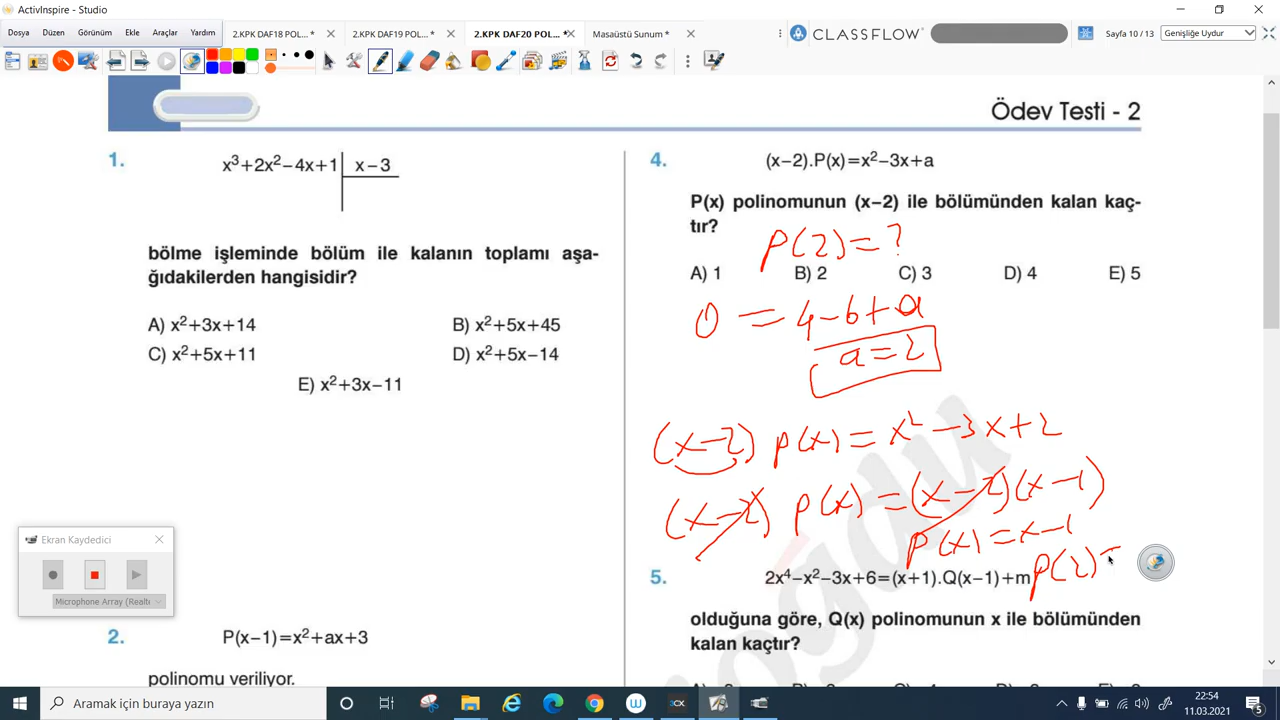 ActivInspire - Studio
Dosya Düzen Görünüm Ekle Araçlar Yardım
2.KPK DAF18 POL... * 2.KPK DAF19 POL... 2.KPK DAF20 POL...* Masaüstü Sunum * CLASSFLOW Sayfa 10 / 13 Genişliğe Uydur
Ödev Testi - 2
1. x³+2x²−4x+1 x−3
bölme işleminde bölüm ile kalanın toplamı aşa-
ğıdakilerden hangisidir?
A) x²+3x+14 B) x²+5x+45
C) x²+5x+11 D) x²+5x−14
E) x²+3x−11
Ekran Kaydedici
Microphone Array (Realt
2. P(x−1)=x²+ax+3
polinomu veriliyor.
4. (x−2).P(x)=x²−3x+a
P(x) polinomunun (x−2) ile bölümünden kalan kaç-
tır?
P(2)=?
A) 1 B) 2 C) 3 D) 4 E) 5
0 = 4−6+a
a=2
(x−2) P(x) = x²−3x+2
(x−2) P(x) = (x−2)(x−1)
P(x)=x−1
P(2)=
5. 2x⁴−x²−3x+6=(x+1).Q(x−1)+m
olduğuna göre, Q(x) polinomunun x ile bölümünden
kalan kaçtır?
Aramak için buraya yazın
22:54
11.03.2021
5